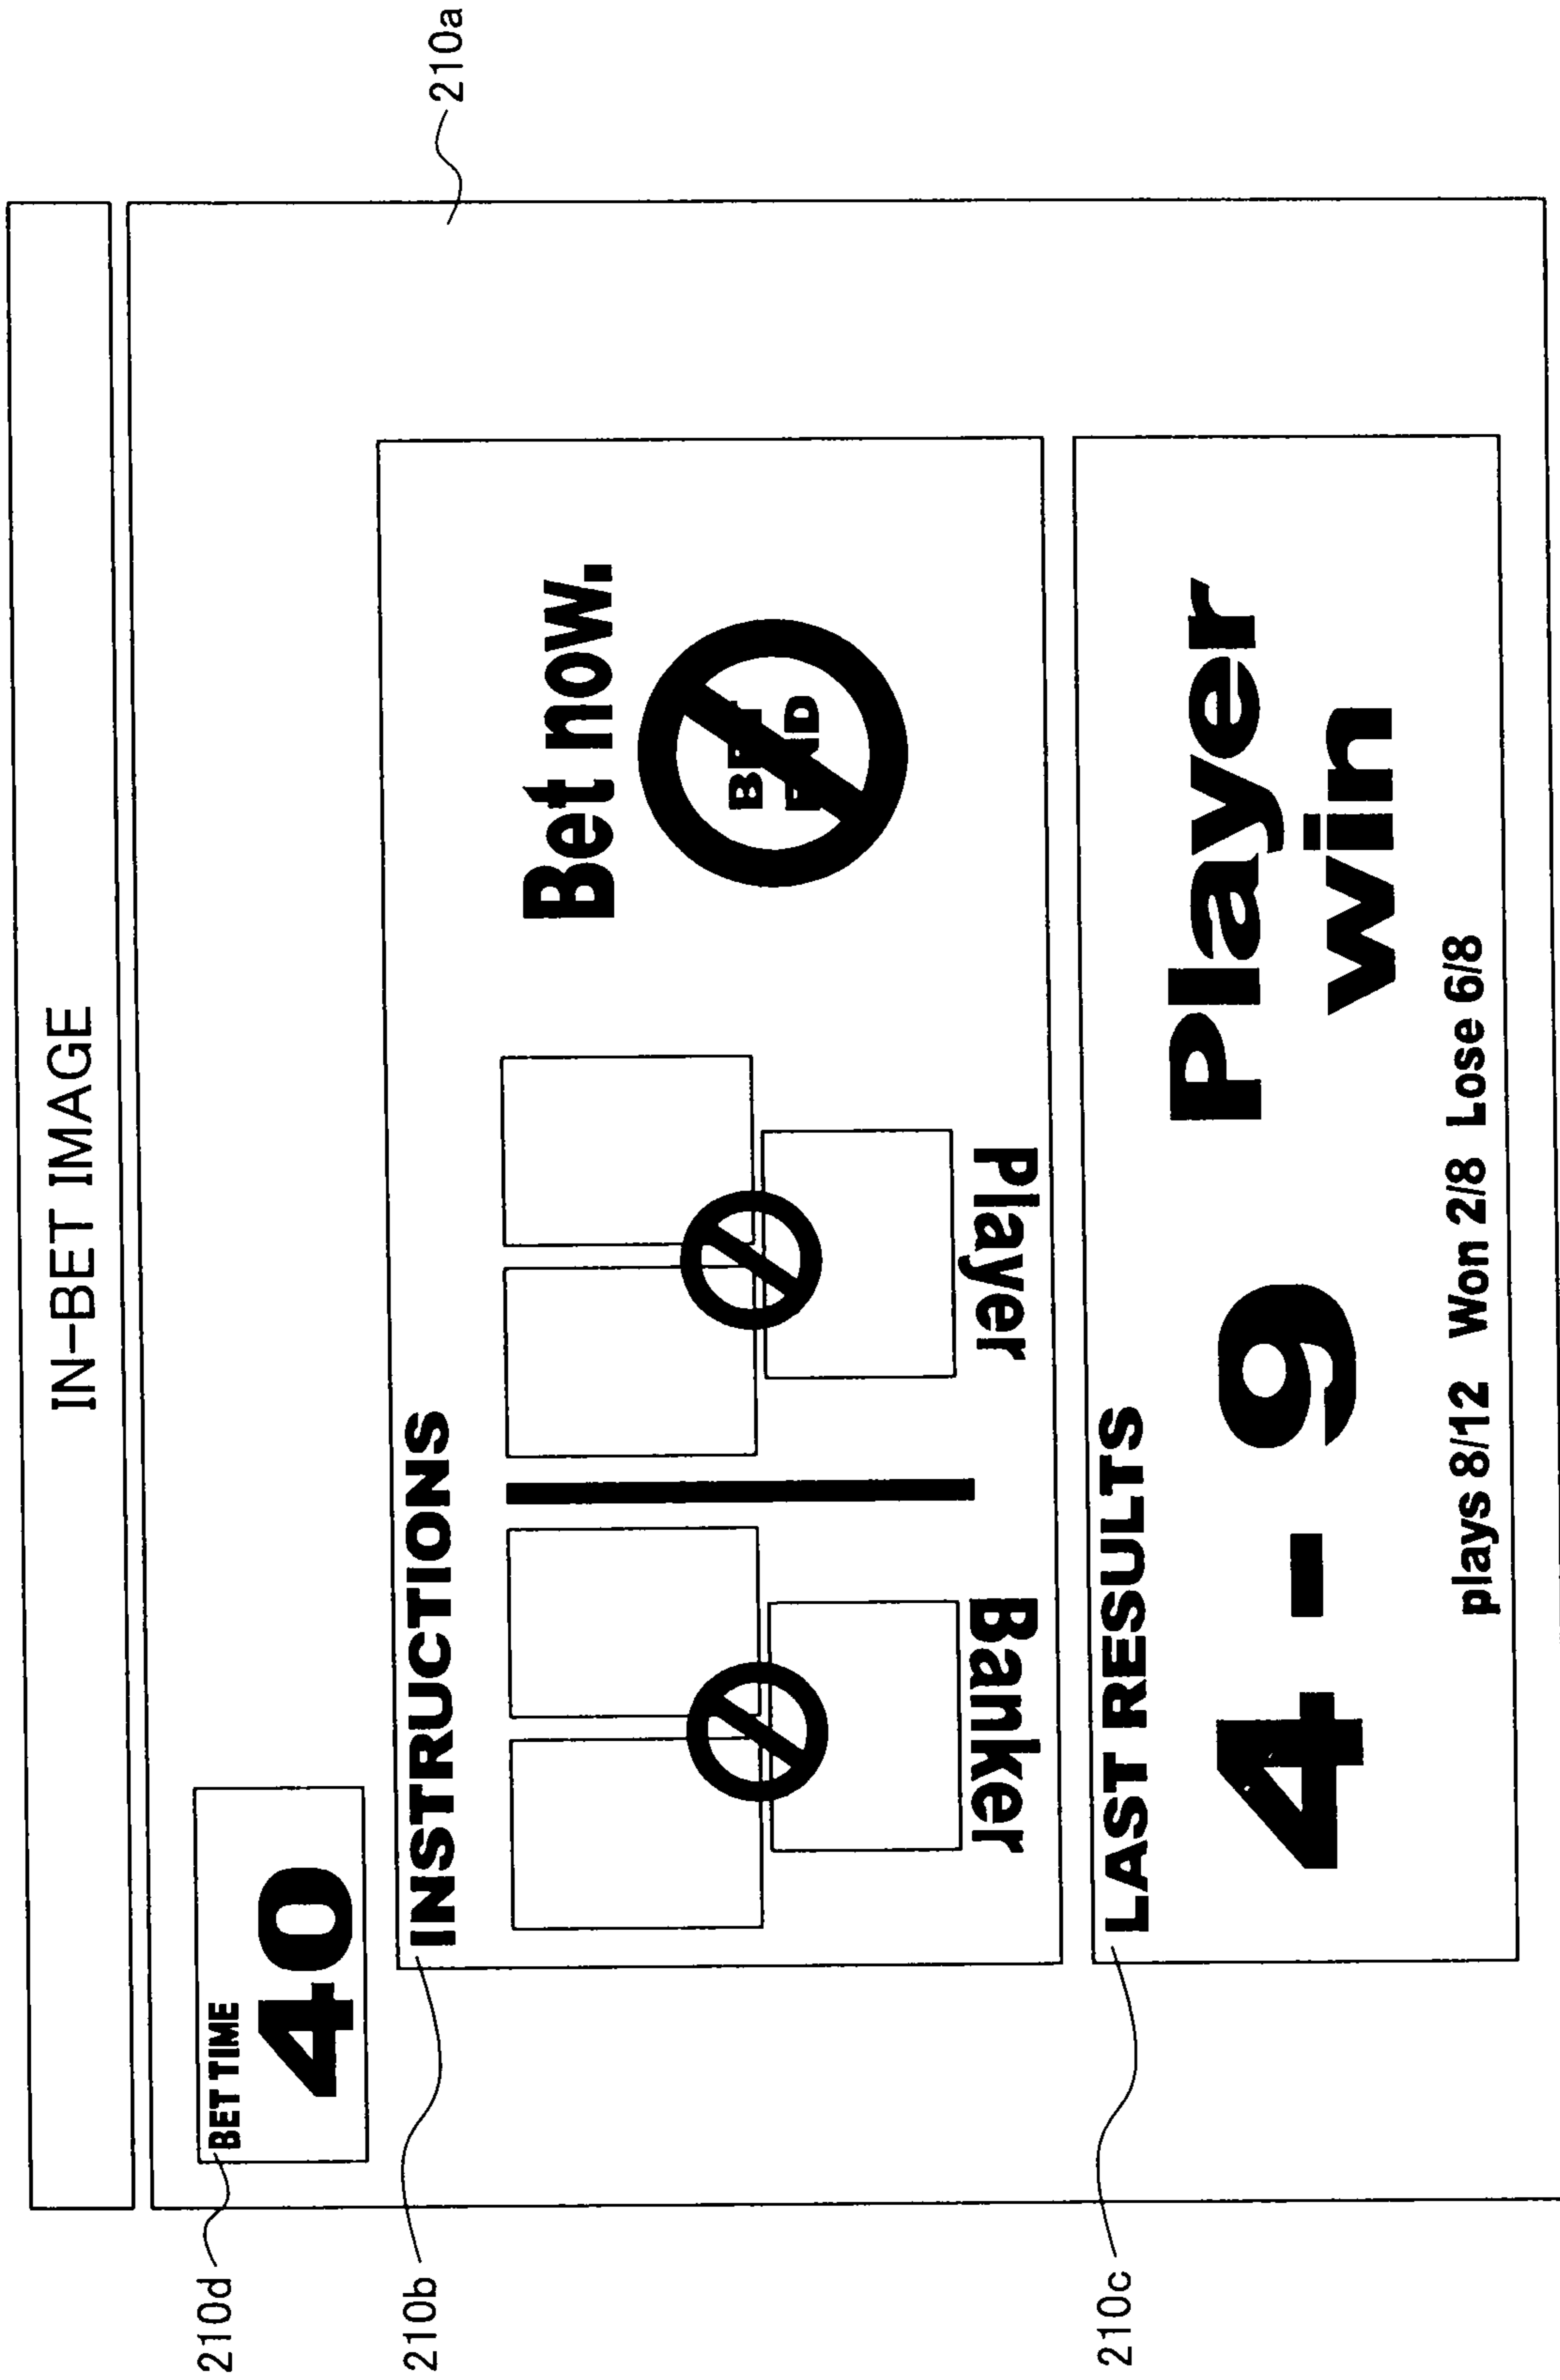 IN-BET IMAGE
210a
210d
BET TIME
40
210b
INSTRUCTIONS
Bet now.
Banker
Player
210c
LAST RESULTS
4 - 9
Player
win
plays 8/12 Won 2/8 Lose 6/8